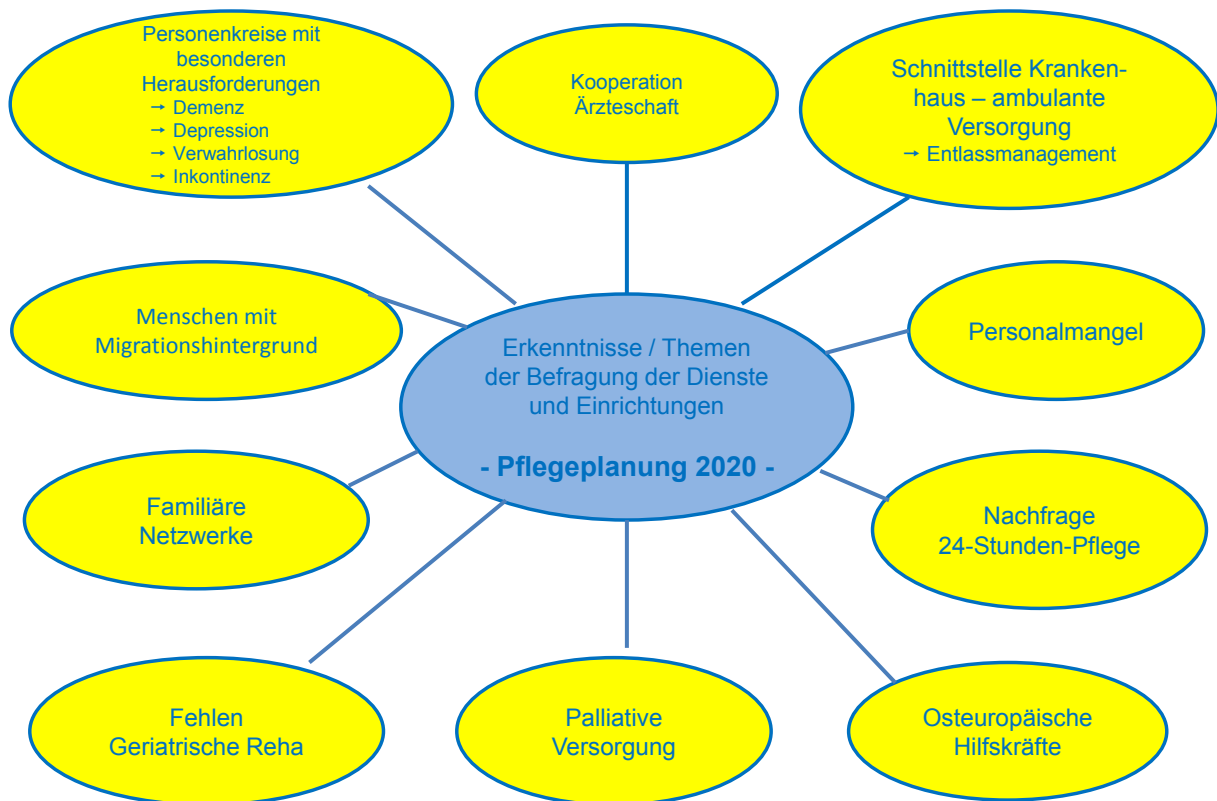 Personenkreise mit
besonderen
Herausforderungen
→ Demenz
→ Depression
→ Verwahrlosung
→ Inkontinenz
Kooperation
Ärzteschaft
Schnittstelle Kranken-
haus – ambulante
Versorgung
→ Entlassmanagement
Menschen mit
Migrationshintergrund
Erkenntnisse / Themen
der Befragung der Dienste
und Einrichtungen
- Pflegeplanung 2020 -
Personalmangel
Familiäre
Netzwerke
Nachfrage
24-Stunden-Pflege
Fehlen
Geriatrische Reha
Palliative
Versorgung
Osteuropäische
Hilfskräfte